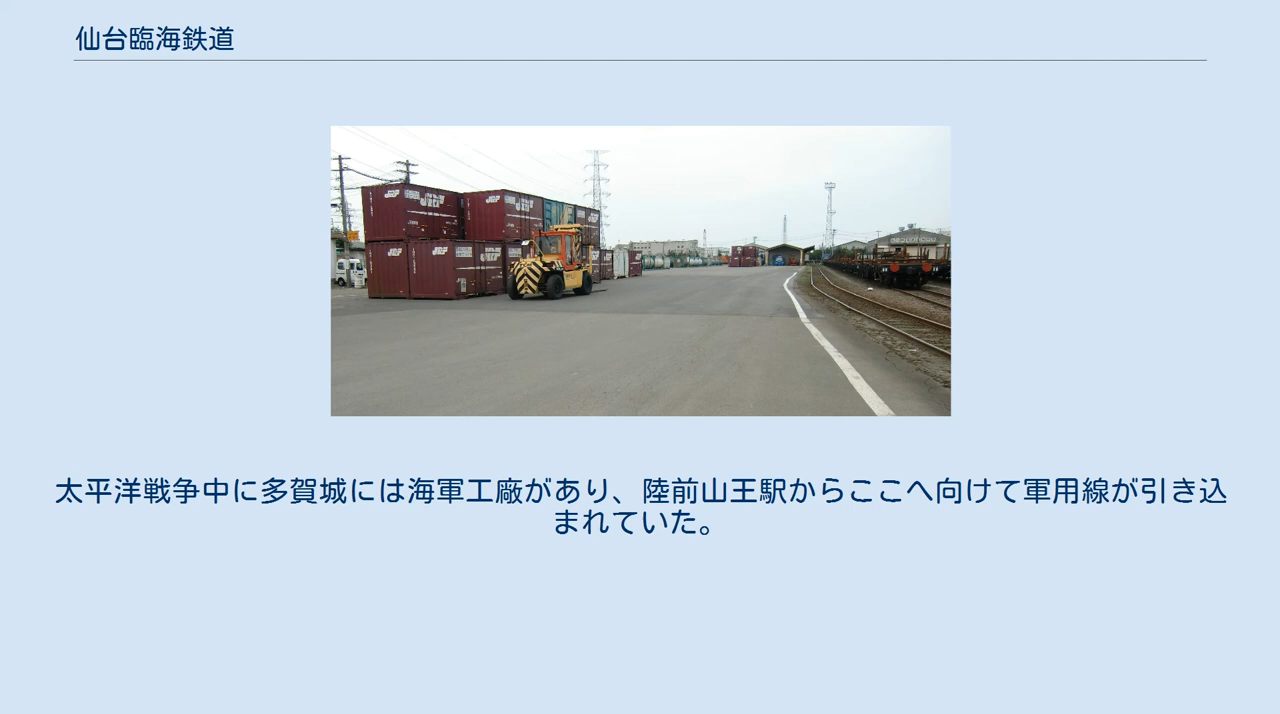 仙台臨海鉄道
太平洋戦争中に多賀城には海軍工廠があり、陸前山王駅からここへ向けて軍用線が引き込
まれていた。